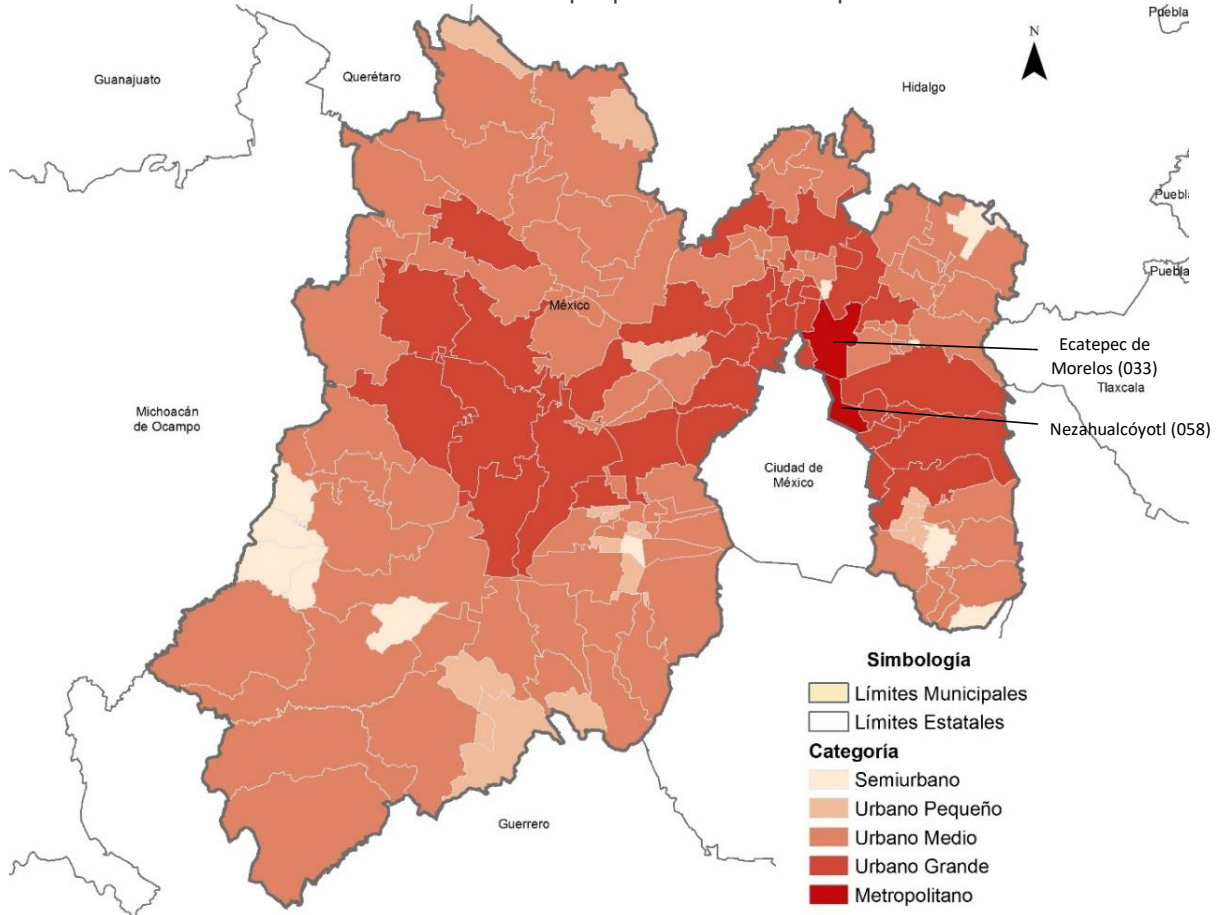 Puebla
N
Guanajuato
Querétaro
Hidalgo
Puebla
Puebla
México
Ecatepec de
Morelos (033)
Tlaxcala
Michoacán
de Ocampo
Nezahualcóyotl (058)
Ciudad de
México
Guerrero
Simbología
Límites Municipales
Límites Estatales
Categoría
Semiurbano
Urbano Pequeño
Urbano Medio
Urbano Grande
Metropolitano